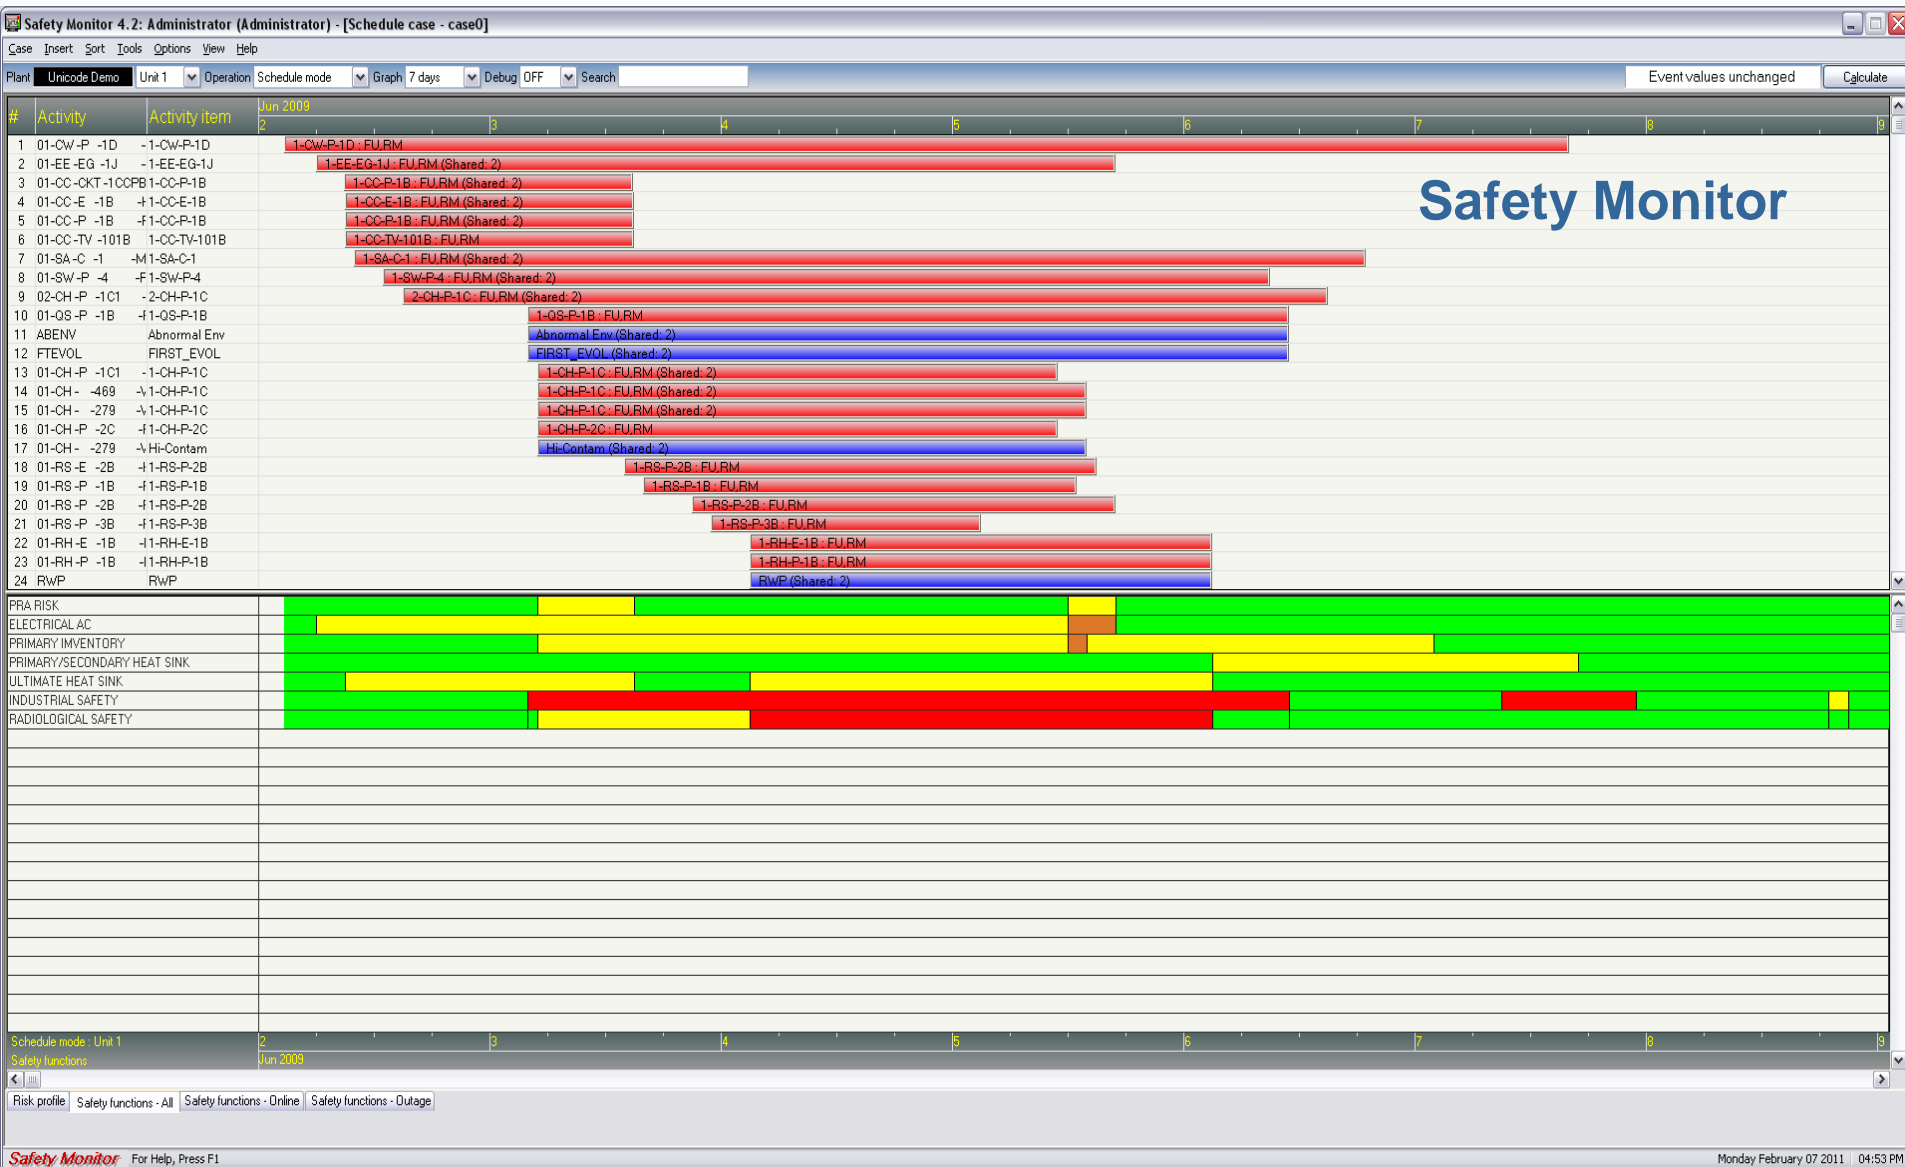 Safety Monitor 4.2: Administrator (Administrator) - [Schedule case - case0]
Case Insert Sort Tools Options View Help
Plant Unicode Demo Unit 1 Operation Schedule mode Graph 7 days Debug OFF Search Event values unchanged Calculate
# Activity Activity item Jun 2009
2 3 4 5 6 7 8 9
1 01-CW -P -1D - 1-CW-P-1D 1-CW-P-1D : FU,RM
2 01-EE -EG -1J - 1-EE-EG-1J 1-EE-EG-1J : FU,RM (Shared: 2)
3 01-CC -CKT -1CCPB 1-CC-P-1B 1-CC-P-1B : FU,RM (Shared: 2)
Safety Monitor
4 01-CC -E -1B 1-CC-E-1B 1-CC-E-1B : FU,RM (Shared: 2)
5 01-CC -P -1B 1-CC-P-1B 1-CC-P-1B : FU,RM (Shared: 2)
6 01-CC -TV -101B 1-CC-TV-101B 1-CC-TV-101B : FU,RM
7 01-SA -C -1 -M 1-SA-C-1 1-SA-C-1 : FU,RM (Shared: 2)
8 01-SW -P -4 -F 1-SW-P-4 1-SW-P-4 : FU,RM (Shared: 2)
9 02-CH -P -1C1 - 2-CH-P-1C 2-CH-P-1C : FU,RM (Shared: 2)
10 01-QS -P -1B 1-QS-P-1B 1-QS-P-1B : FU,RM
11 ABENV Abnormal Env Abnormal Env (Shared: 2)
12 FTEVOL FIRST_EVOL FIRST_EVOL (Shared: 2)
13 01-CH -P -1C1 - 1-CH-P-1C 1-CH-P-1C : FU,RM (Shared: 2)
14 01-CH - -469 1-CH-P-1C 1-CH-P-1C : FU,RM (Shared: 2)
15 01-CH - -279 1-CH-P-1C 1-CH-P-1C : FU,RM (Shared: 2)
16 01-CH -P -2C 1-CH-P-2C 1-CH-P-2C : FU,RM
17 01-CH - -279 Hi-Contam Hi-Contam (Shared: 2)
18 01-RS -E -2B 1-RS-P-2B 1-RS-P-2B : FU,RM
19 01-RS -P -1B 1-RS-P-1B 1-RS-P-1B : FU,RM
20 01-RS -P -2B 1-RS-P-2B 1-RS-P-2B : FU,RM
21 01-RS -P -3B 1-RS-P-3B 1-RS-P-3B : FU,RM
22 01-RH -E -1B 1-RH-E-1B 1-RH-E-1B : FU,RM
23 01-RH -P -1B 1-RH-P-1B 1-RH-P-1B : FU,RM
24 RWP RWP RWP (Shared: 2)
PRA RISK
ELECTRICAL AC
PRIMARY IMVENTORY
PRIMARY/SECONDARY HEAT SINK
ULTIMATE HEAT SINK
INDUSTRIAL SAFETY
RADIOLOGICAL SAFETY
Schedule mode : Unit 1 2 3 4 5 6 7 8 9
Safety functions Jun 2009
Risk profile Safety functions - All Safety functions - Online Safety functions - Outage
Safety Monitor For Help, Press F1 Monday February 07 2011 04:53 PM